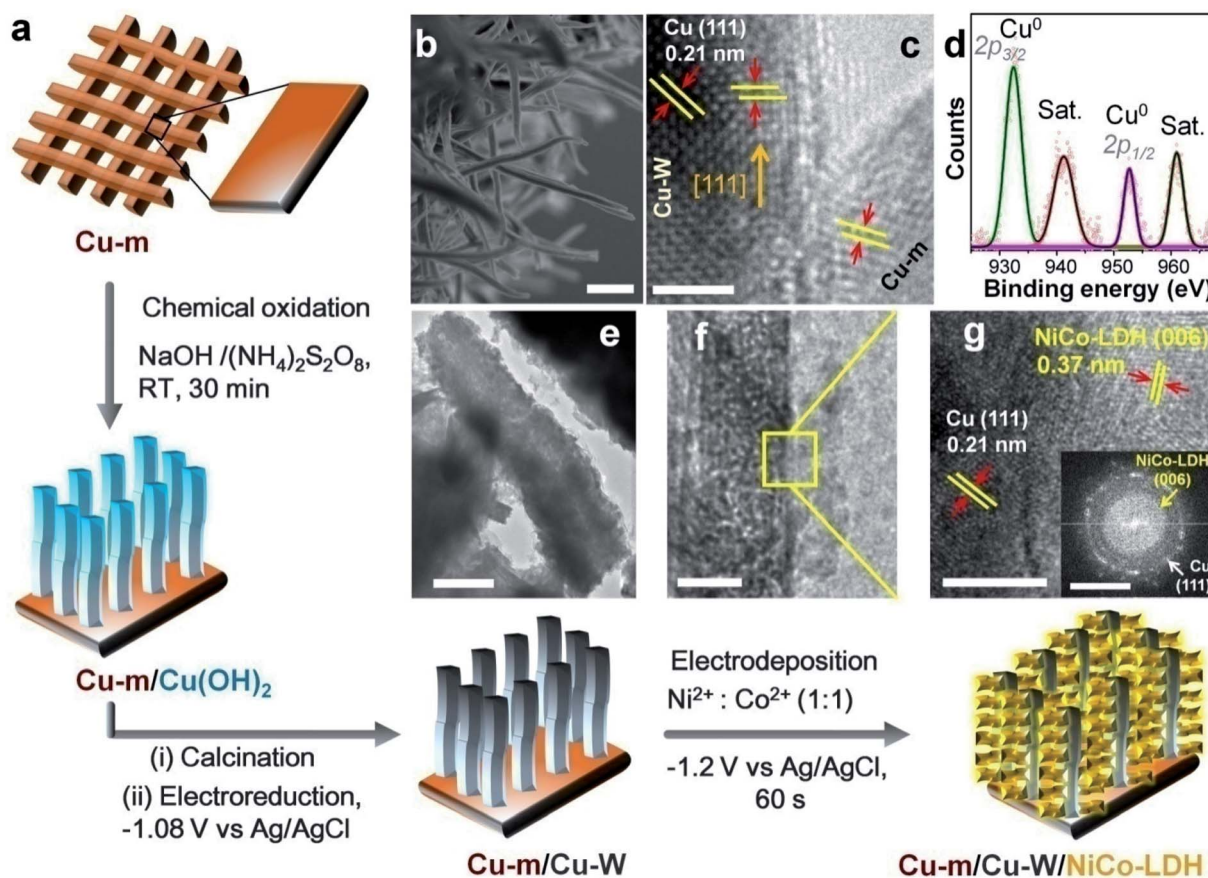 a
Cu-m
Chemical oxidation
NaOH /(NH₄)₂S₂O₈,
RT, 30 min
Cu-m/Cu(OH)₂
(i) Calcination
(ii) Electroreduction,
-1.08 V vs Ag/AgCl
b
Cu (111)
0.21 nm
c
Cu-W
[111]
Cu-m
d
Cu⁰
2p₃/₂
Sat.
Cu⁰
2p₁/₂
Sat.
Counts
930 940 950 960
Binding energy (eV)
e
f
g
NiCo-LDH (006)
0.37 nm
Cu (111)
0.21 nm
NiCo-LDH
(006)
Cu
(111)
Cu-m/Cu-W
Electrodeposition
Ni²⁺ : Co²⁺ (1:1)
-1.2 V vs Ag/AgCl,
60 s
Cu-m/Cu-W/NiCo-LDH